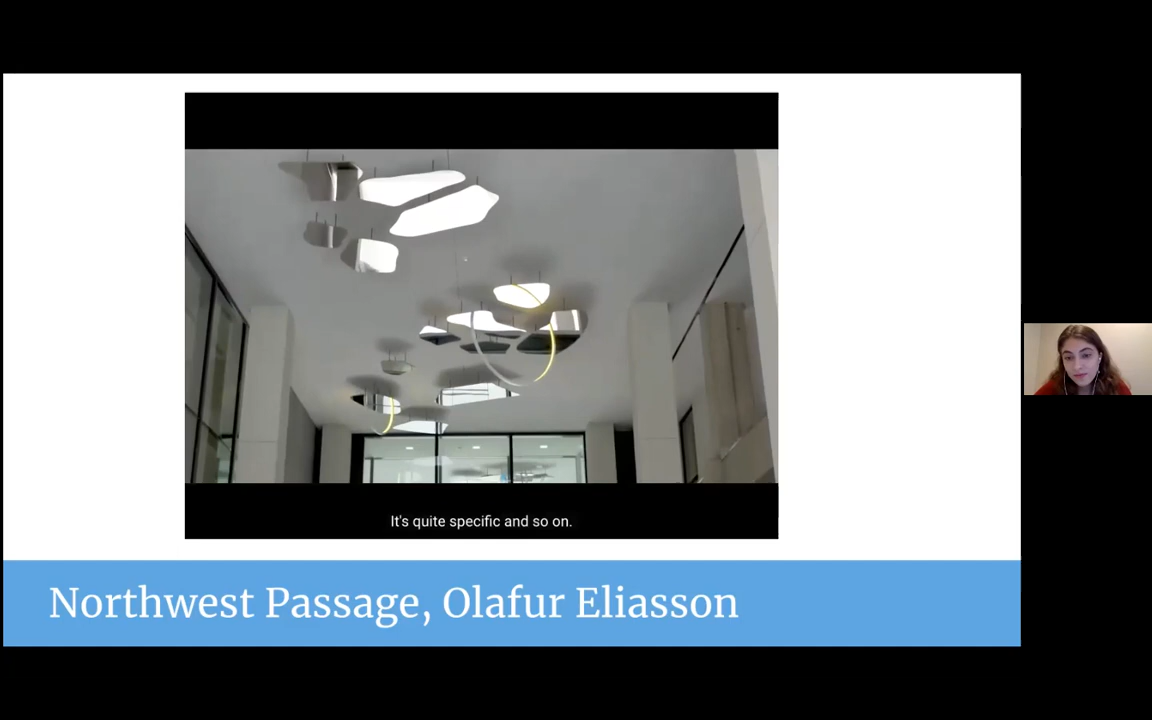 It's quite specific and so on.
Northwest Passage, Olafur Eliasson